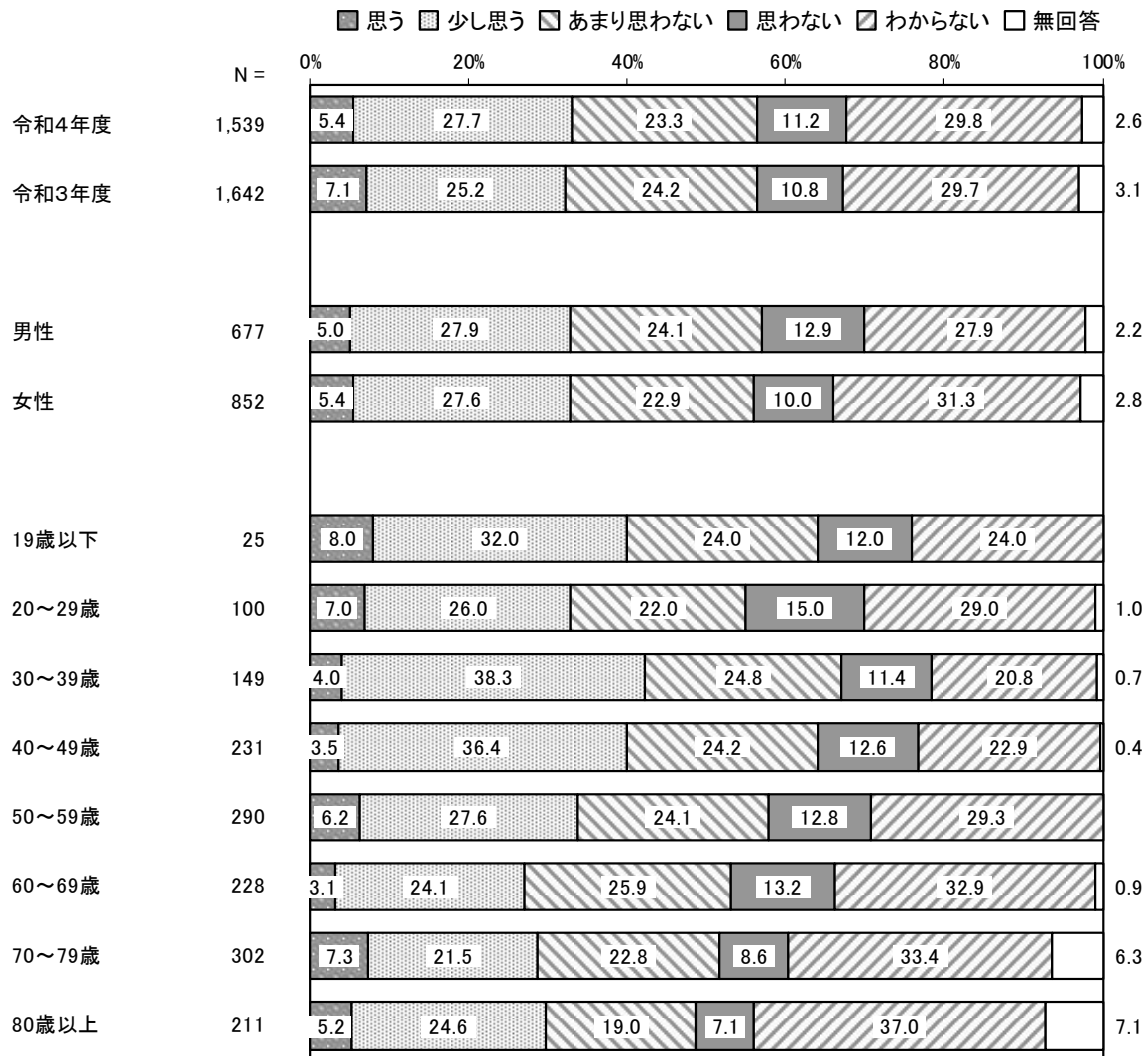 思う 少し思う あまり思わない 思わない わからない 無回答
N = 0% 20% 40% 60% 80% 100%
令和4年度 1,539 5.4 27.7 23.3 11.2 29.8 2.6
令和3年度 1,642 7.1 25.2 24.2 10.8 29.7 3.1
男性 677 5.0 27.9 24.1 12.9 27.9 2.2
女性 852 5.4 27.6 22.9 10.0 31.3 2.8
19歳以下 25 8.0 32.0 24.0 12.0 24.0
20～29歳 100 7.0 26.0 22.0 15.0 29.0 1.0
30～39歳 149 4.0 38.3 24.8 11.4 20.8 0.7
40～49歳 231 3.5 36.4 24.2 12.6 22.9 0.4
50～59歳 290 6.2 27.6 24.1 12.8 29.3
60～69歳 228 3.1 24.1 25.9 13.2 32.9 0.9
70～79歳 302 7.3 21.5 22.8 8.6 33.4 6.3
80歳以上 211 5.2 24.6 19.0 7.1 37.0 7.1